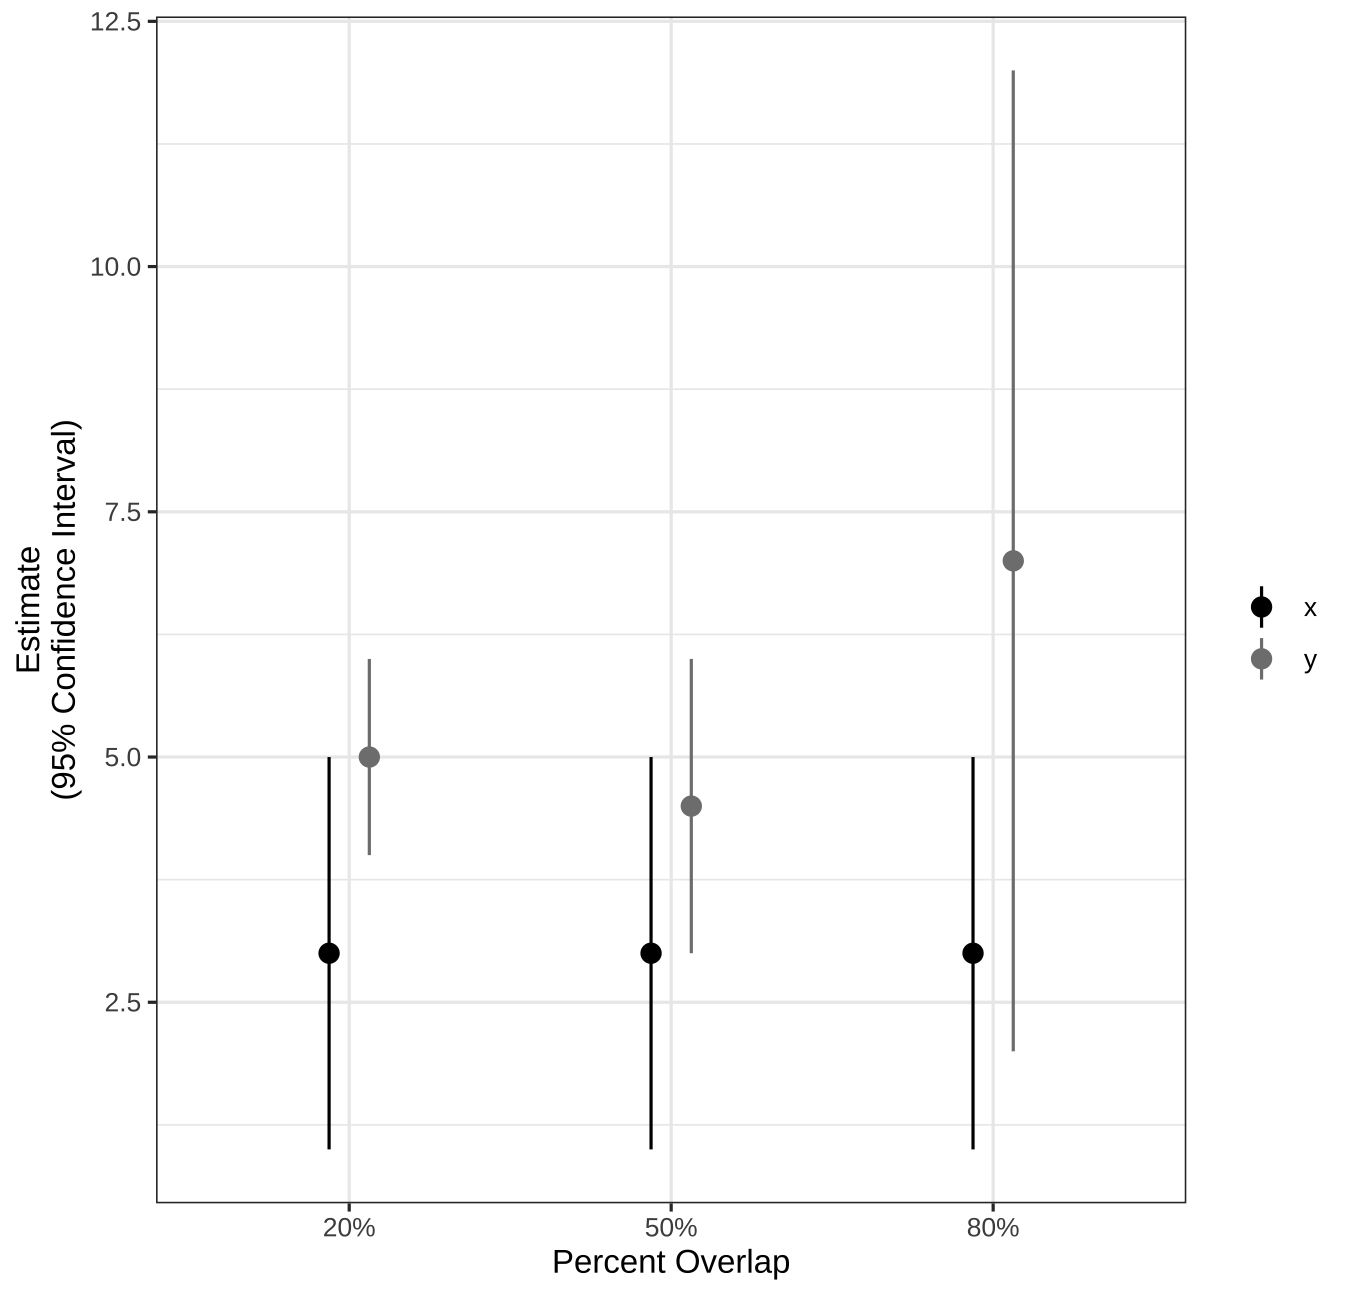 12.5
10.0
7.5
5.0
2.5
Estimate
(95% Confidence Interval)
20% 50% 80%
Percent Overlap
x
y